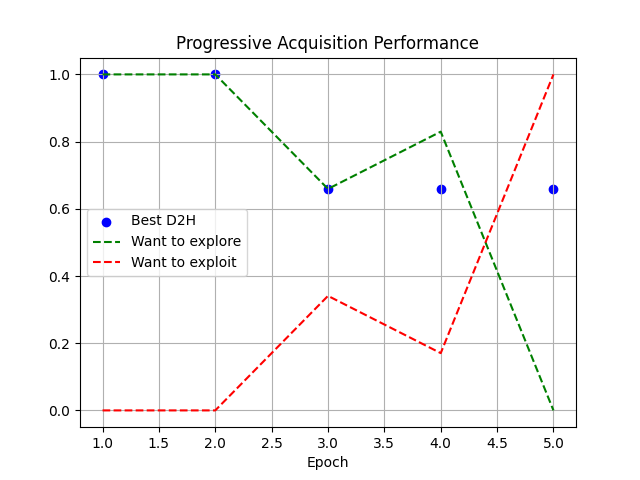 Progressive Acquisition Performance
1.0
0.8
0.6
0.4
0.2
0.0
Best D2H
Want to explore
Want to exploit
1.0 1.5 2.0 2.5 3.0 3.5 4.0 4.5 5.0
Epoch